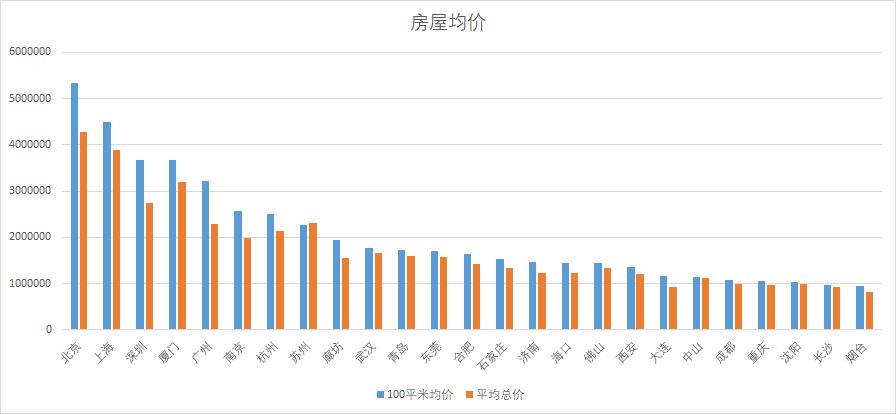 房屋均价
6000000
5000000
4000000
3000000
2000000
1000000
0
北京 上海 深圳 厦门 广州 南京 杭州 苏州 廊坊 武汉 青岛 东莞 合肥 石家庄 济南 海口 佛山 西安 大连 中山 成都 重庆 沈阳 长沙 烟台
100平米均价 平均总价